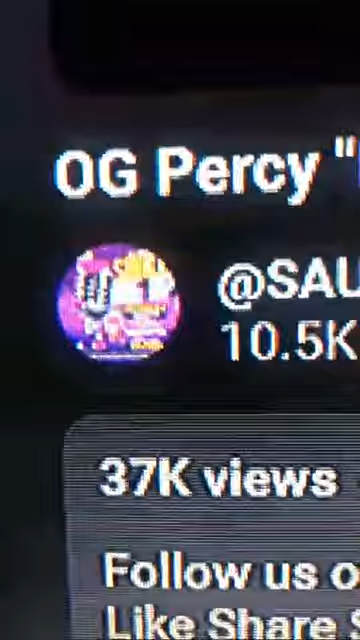 OG Percy "
@SAU
10.5K
37K views
Follow us o
Like Share